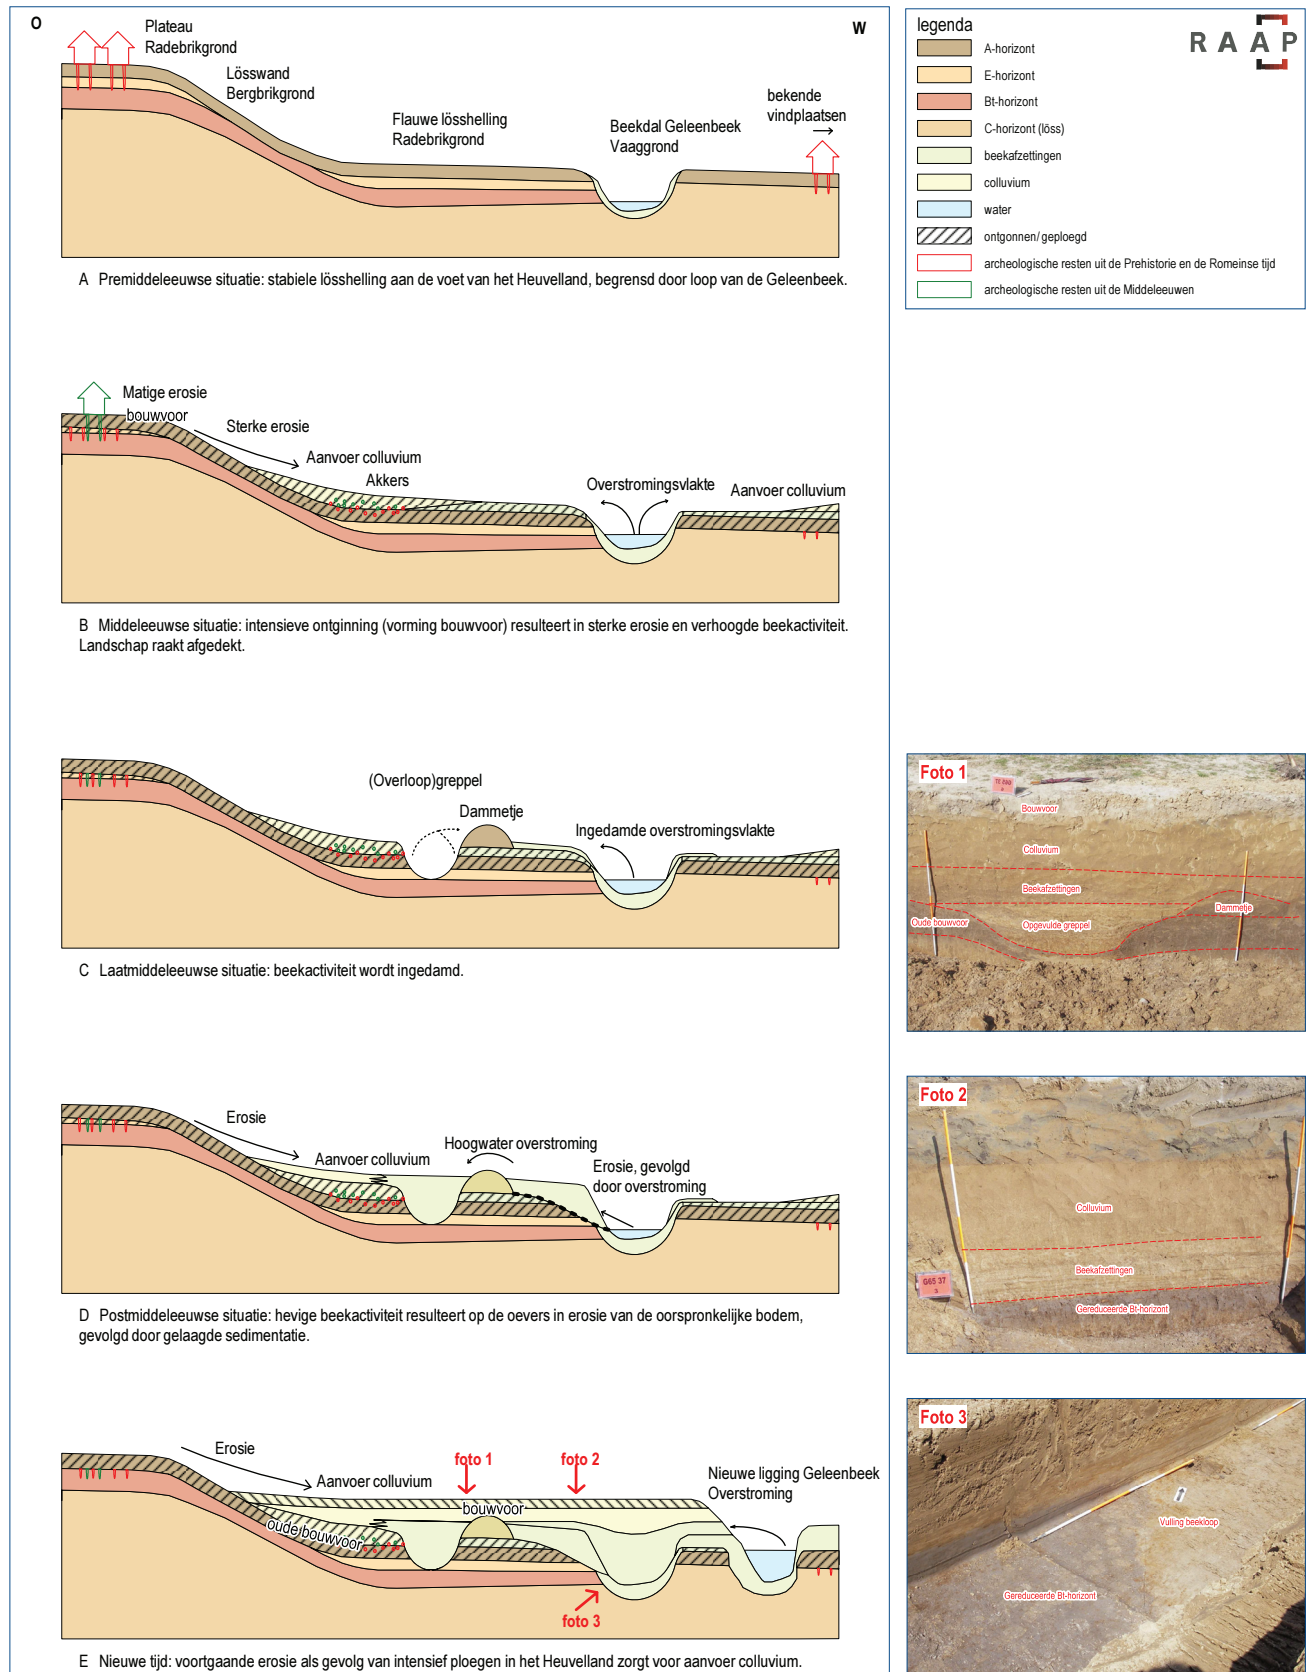 O
W
Plateau
Radebrikgrond
Lösswand
Bergbrikgrond
Flauwe lösshelling
Radebrikgrond
Beekdal Geleenbeek
Vaaggrond
bekende
vindplaatsen
A Premiddeleeuwse situatie: stabiele lösshelling aan de voet van het Heuvelland, begrensd door loop van de Geleenbeek.
legenda
RAAP
A-horizont
E-horizont
Bt-horizont
C-horizont (löss)
beekafzettingen
colluvium
water
ontgonnen/geploegd
archeologische resten uit de Prehistorie en de Romeinse tijd
archeologische resten uit de Middeleeuwen
Matige erosie
bouwvoor
Sterke erosie
Aanvoer colluvium
Akkers
Overstromingsvlakte
Aanvoer colluvium
B Middeleeuwse situatie: intensieve ontginning (vorming bouwvoor) resulteert in sterke erosie en verhoogde beekactiviteit.
Landschap raakt afgedekt.
(Overloop)greppel
Dammetje
Ingedamde overstromingsvlakte
C Laatmiddeleeuwse situatie: beekactiviteit wordt ingedamd.
Foto 1
TE 890
Bouwvoor
Colluvium
Beekafzettingen
Dammetje
Oude bouwvoor
Opgevulde greppel
Erosie
Aanvoer colluvium
Hoogwater overstroming
Erosie, gevolgd
door overstroming
D Postmiddeleeuwse situatie: hevige beekactiviteit resulteert op de oevers in erosie van de oorspronkelijke bodem,
gevolgd door gelaagde sedimentatie.
Foto 2
Colluvium
Beekafzettingen
G65 37
3
Gereduceerde Bt-horizont
Erosie
Aanvoer colluvium
foto 1
foto 2
bouwvoor
Nieuwe ligging Geleenbeek
Overstroming
oude bouwvoor
foto 3
E Nieuwe tijd: voortgaande erosie als gevolg van intensief ploegen in het Heuvelland zorgt voor aanvoer colluvium.
Foto 3
Vulling beekloop
Gereduceerde Bt-horizont